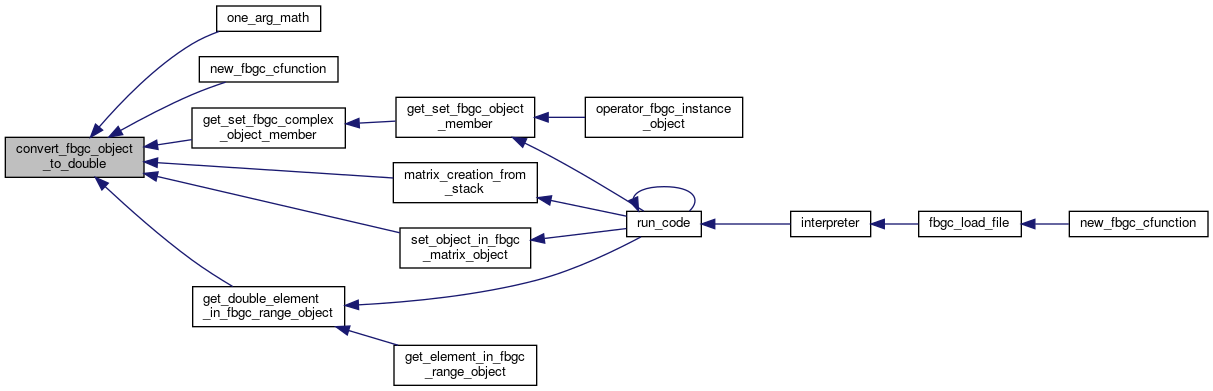 one_arg_math
new_fbgc_cfunction
get_set_fbgc_complex
_object_member
get_set_fbgc_object
_member
operator_fbgc_instance
_object
convert_fbgc_object
_to_double
matrix_creation_from
_stack
set_object_in_fbgc
_matrix_object
run_code
interpreter
fbgc_load_file
new_fbgc_cfunction
get_double_element
_in_fbgc_range_object
get_element_in_fbgc
_range_object